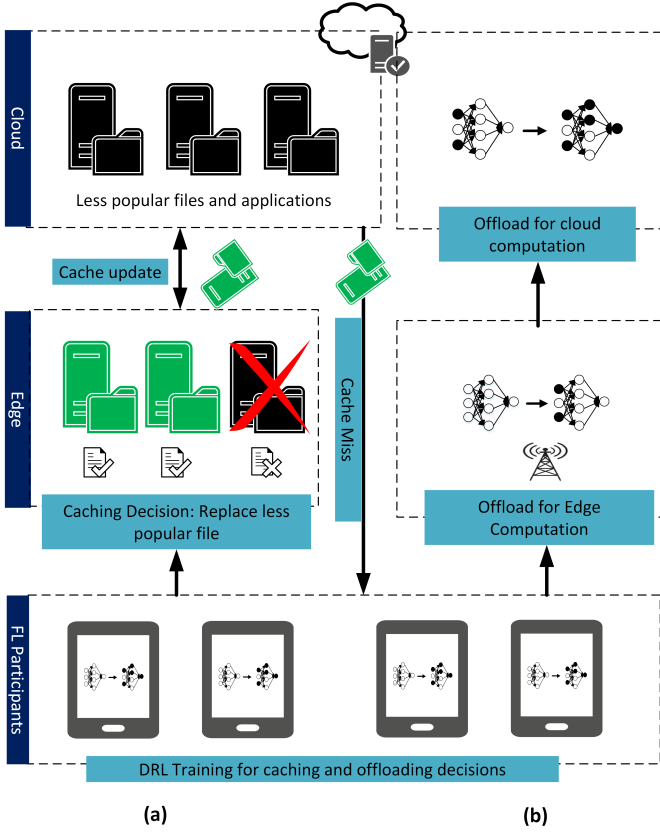 Cloud
Less popular files and applications
Offload for cloud
computation
Cache update
Edge
Cache Miss
Caching Decision: Replace less
popular file
Offload for Edge
Computation
FL Participants
DRL Training for caching and offloading decisions
(a)
(b)